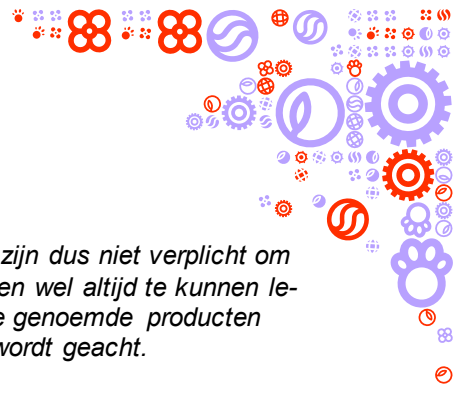 zijn dus niet verplicht om
en wel altijd te kunnen le-
e genoemde producten
wordt geacht.